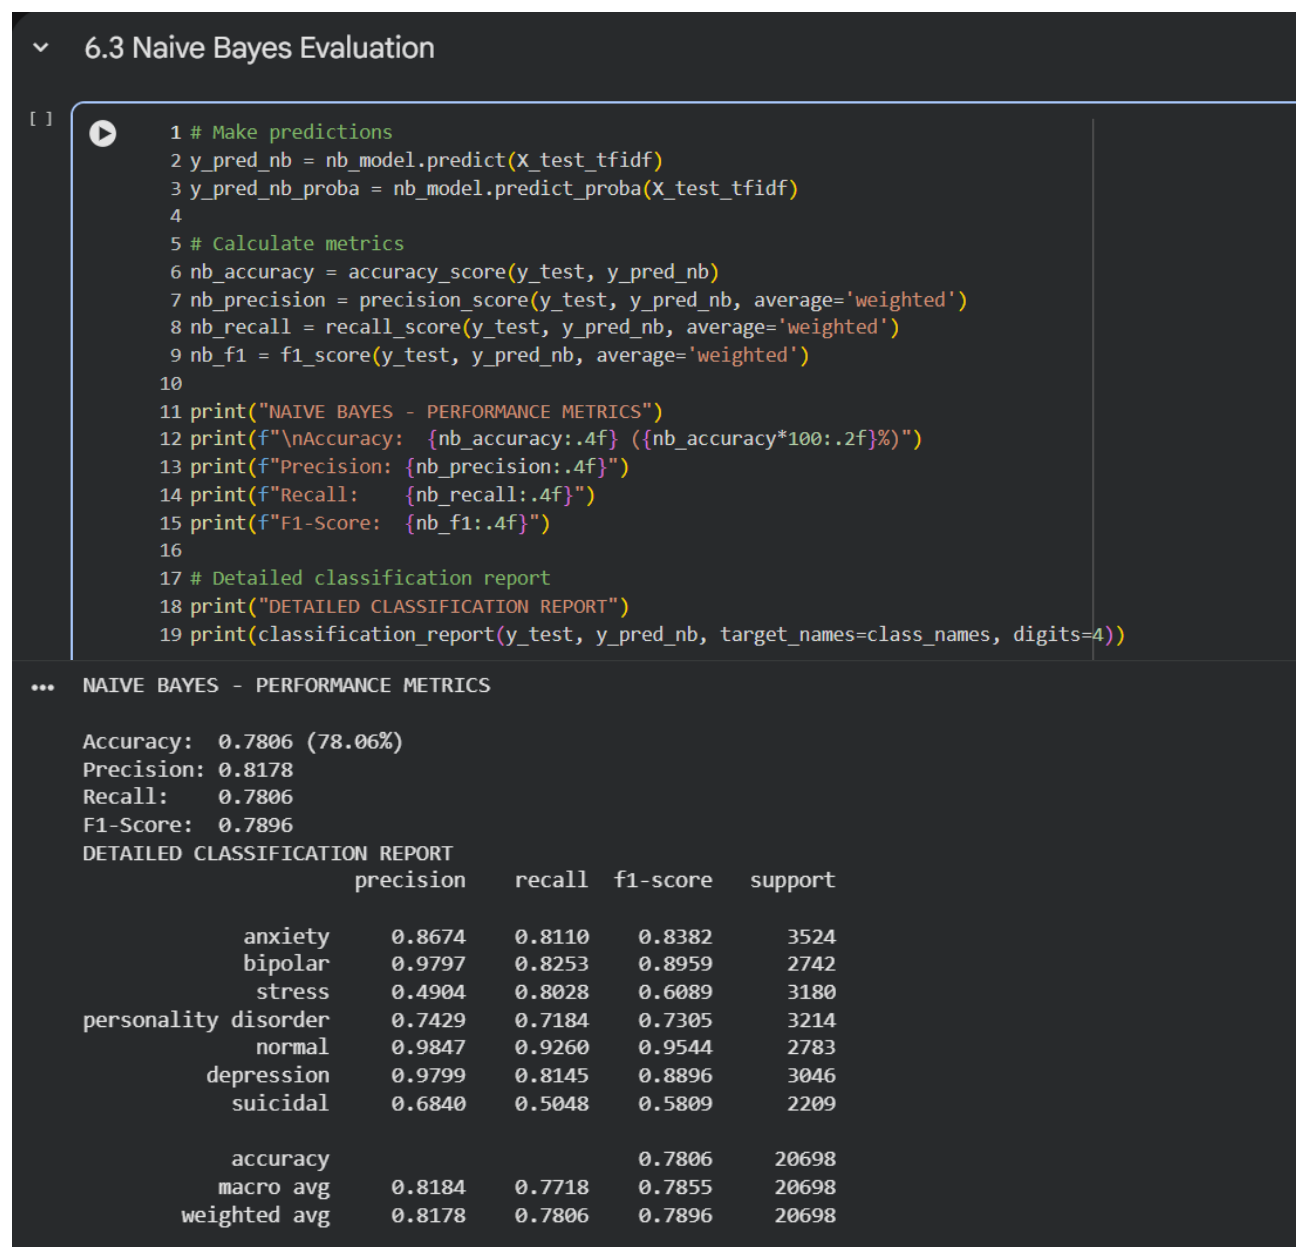 6.3 Naive Bayes Evaluation
[ ]
1 # Make predictions
2 y_pred_nb = nb_model.predict(X_test_tfidf)
3 y_pred_nb_proba = nb_model.predict_proba(X_test_tfidf)
4
5 # Calculate metrics
6 nb_accuracy = accuracy_score(y_test, y_pred_nb)
7 nb_precision = precision_score(y_test, y_pred_nb, average='weighted')
8 nb_recall = recall_score(y_test, y_pred_nb, average='weighted')
9 nb_f1 = f1_score(y_test, y_pred_nb, average='weighted')
10
11 print("NAIVE BAYES - PERFORMANCE METRICS")
12 print(f"\nAccuracy:  {nb_accuracy:.4f} ({nb_accuracy*100:.2f}%)")
13 print(f"Precision: {nb_precision:.4f}")
14 print(f"Recall:    {nb_recall:.4f}")
15 print(f"F1-Score:  {nb_f1:.4f}")
16
17 # Detailed classification report
18 print("DETAILED CLASSIFICATION REPORT")
19 print(classification_report(y_test, y_pred_nb, target_names=class_names, digits=4))
NAIVE BAYES - PERFORMANCE METRICS
Accuracy:  0.7806 (78.06%)
Precision: 0.8178
Recall:    0.7806
F1-Score:  0.7896
DETAILED CLASSIFICATION REPORT
precision    recall  f1-score   support
anxiety     0.8674    0.8110    0.8382      3524
bipolar     0.9797    0.8253    0.8959      2742
stress     0.4904    0.8028    0.6089      3180
personality disorder     0.7429    0.7184    0.7305      3214
normal     0.9847    0.9260    0.9544      2783
depression     0.9799    0.8145    0.8896      3046
suicidal     0.6840    0.5048    0.5809      2209
accuracy                         0.7806     20698
macro avg     0.8184    0.7718    0.7855     20698
weighted avg     0.8178    0.7806    0.7896     20698